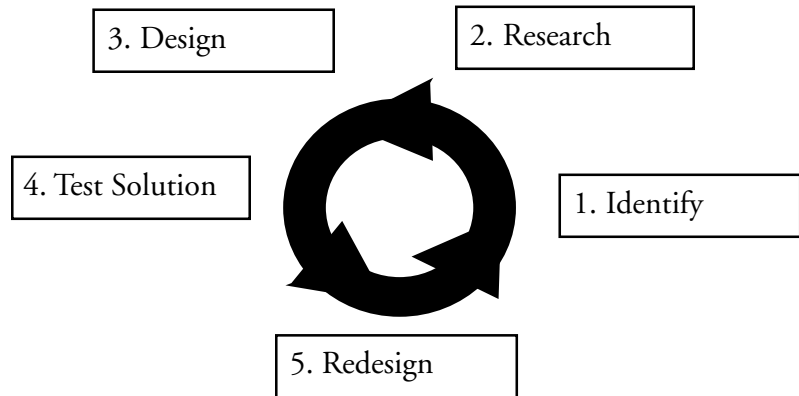 3. Design
2. Research
4. Test Solution
1. Identify
5. Redesign